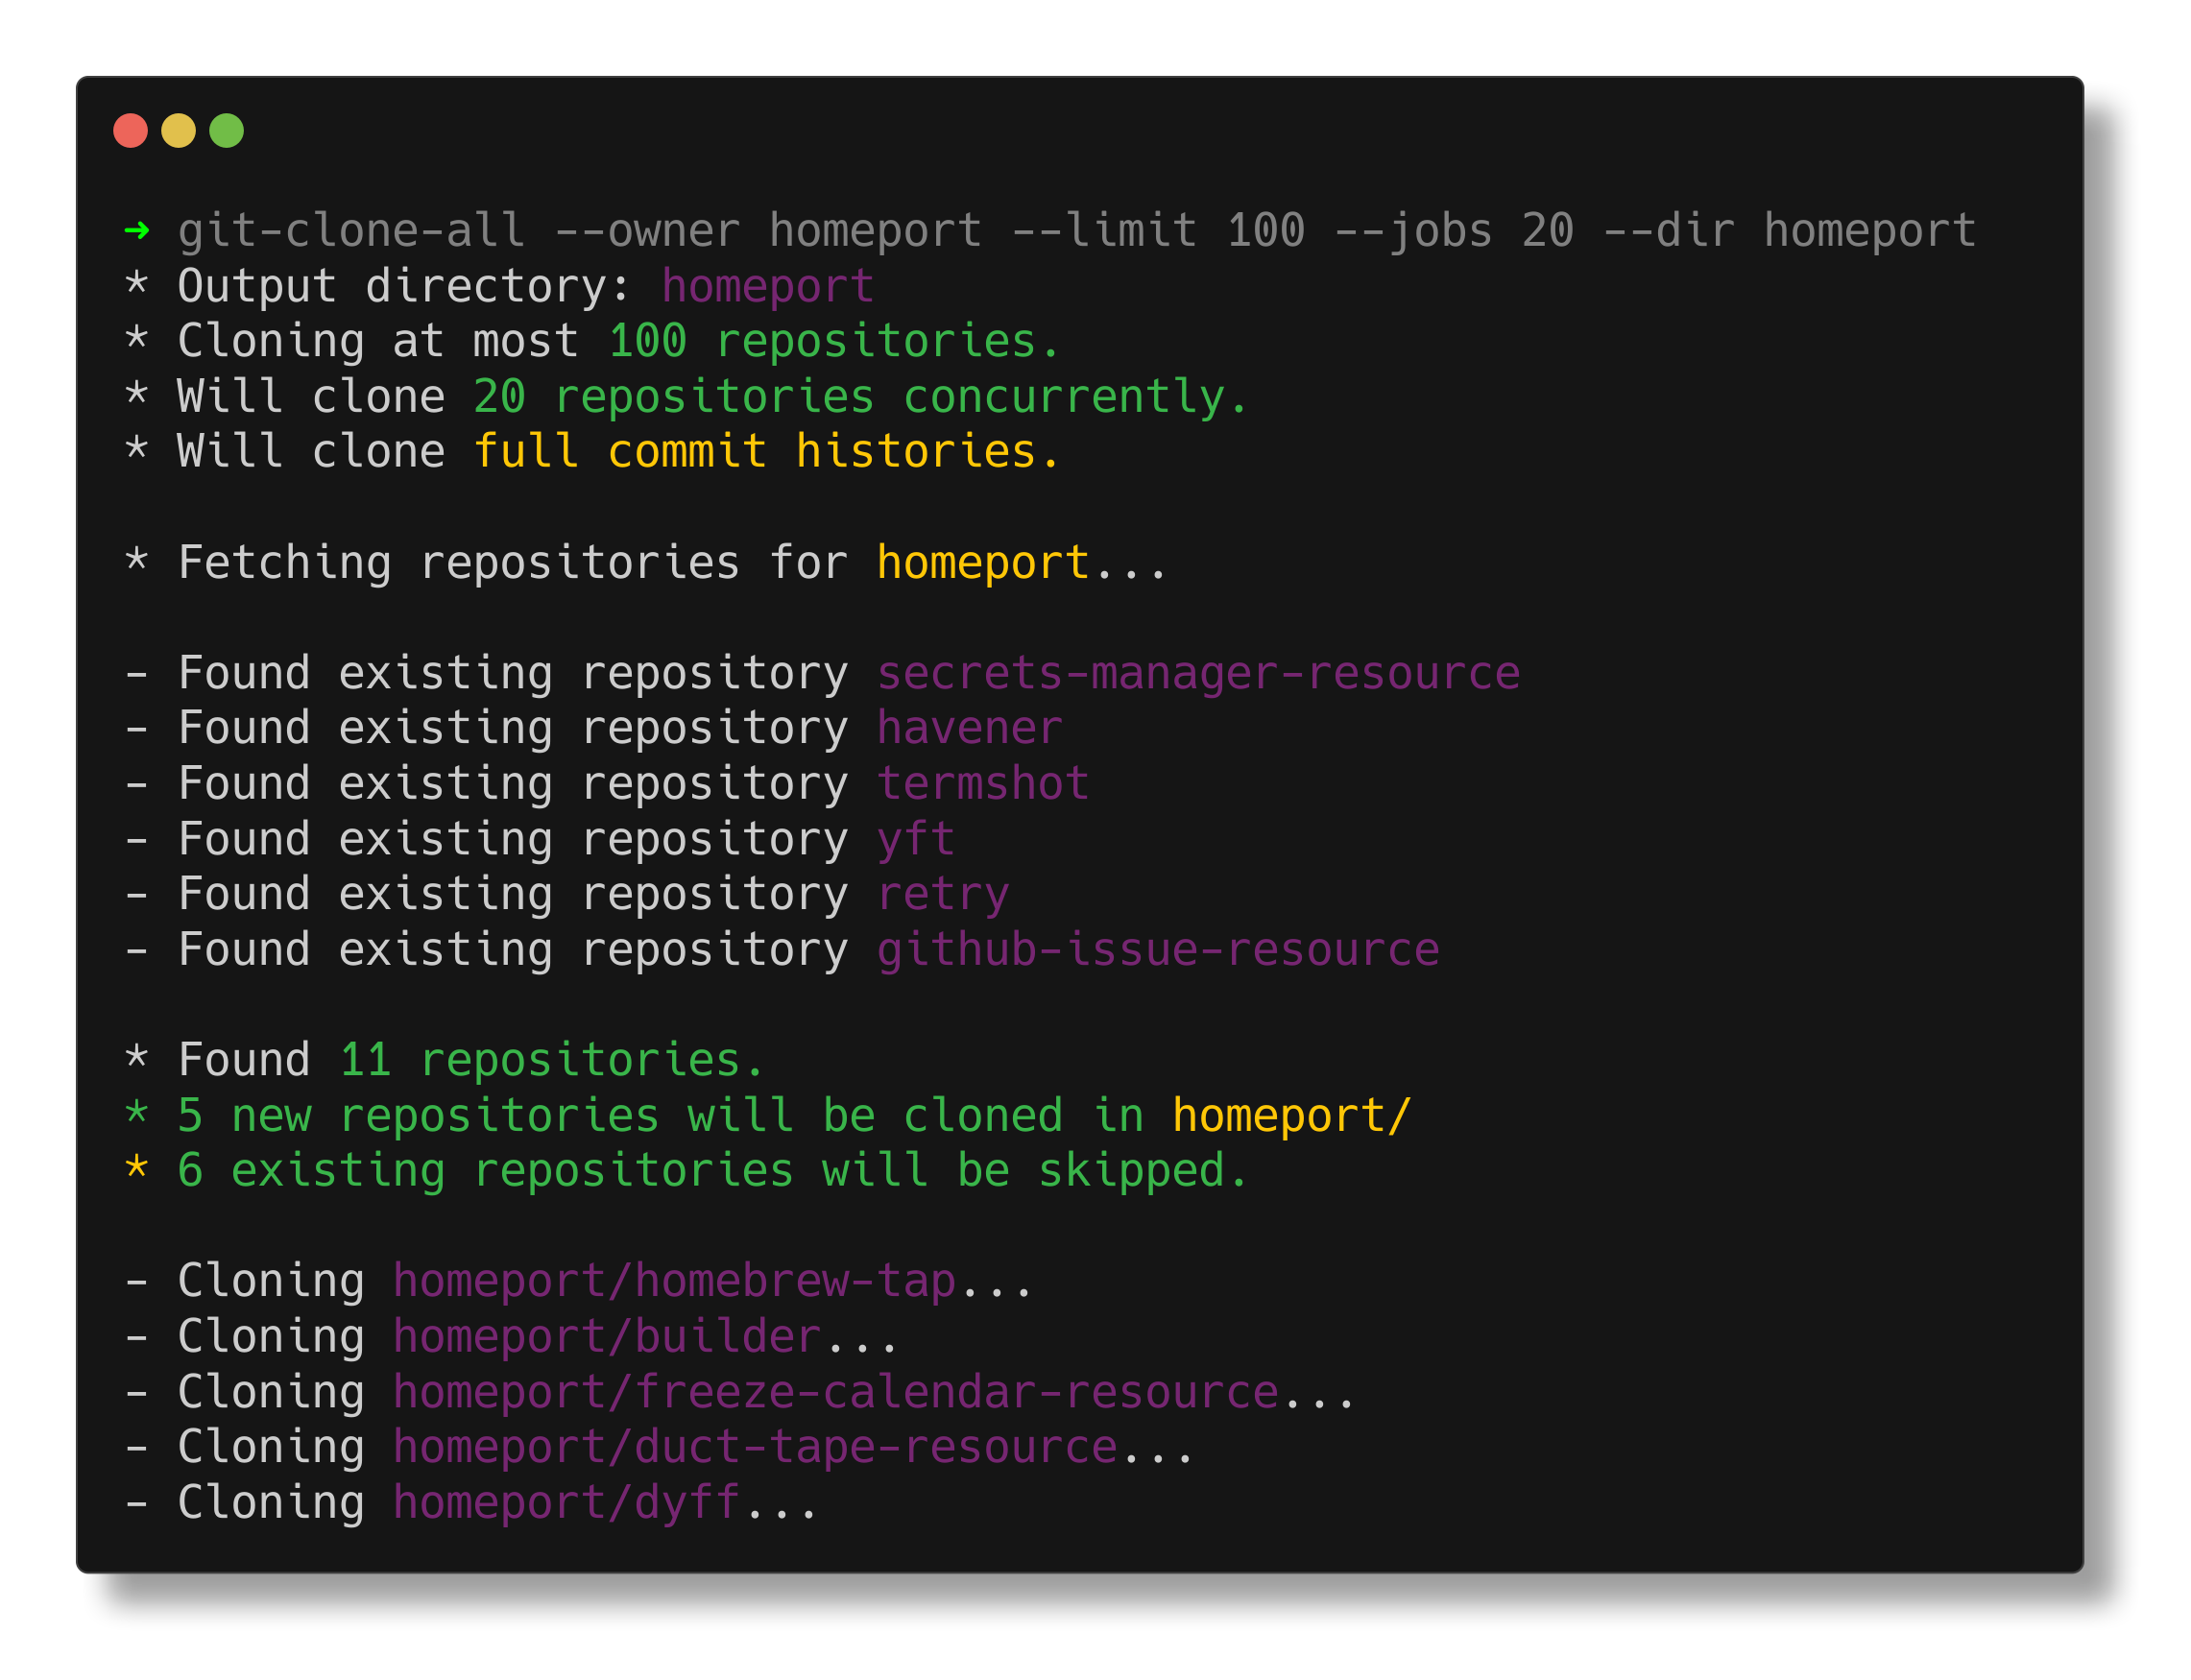 ➜ git-clone-all --owner homeport --limit 100 --jobs 20 --dir homeport
* Output directory: homeport
* Cloning at most 100 repositories.
* Will clone 20 repositories concurrently.
* Will clone full commit histories.
* Fetching repositories for homeport...
- Found existing repository secrets-manager-resource
- Found existing repository havener
- Found existing repository termshot
- Found existing repository yft
- Found existing repository retry
- Found existing repository github-issue-resource
* Found 11 repositories.
* 5 new repositories will be cloned in homeport/
* 6 existing repositories will be skipped.
- Cloning homeport/homebrew-tap...
- Cloning homeport/builder...
- Cloning homeport/freeze-calendar-resource...
- Cloning homeport/duct-tape-resource...
- Cloning homeport/dyff...